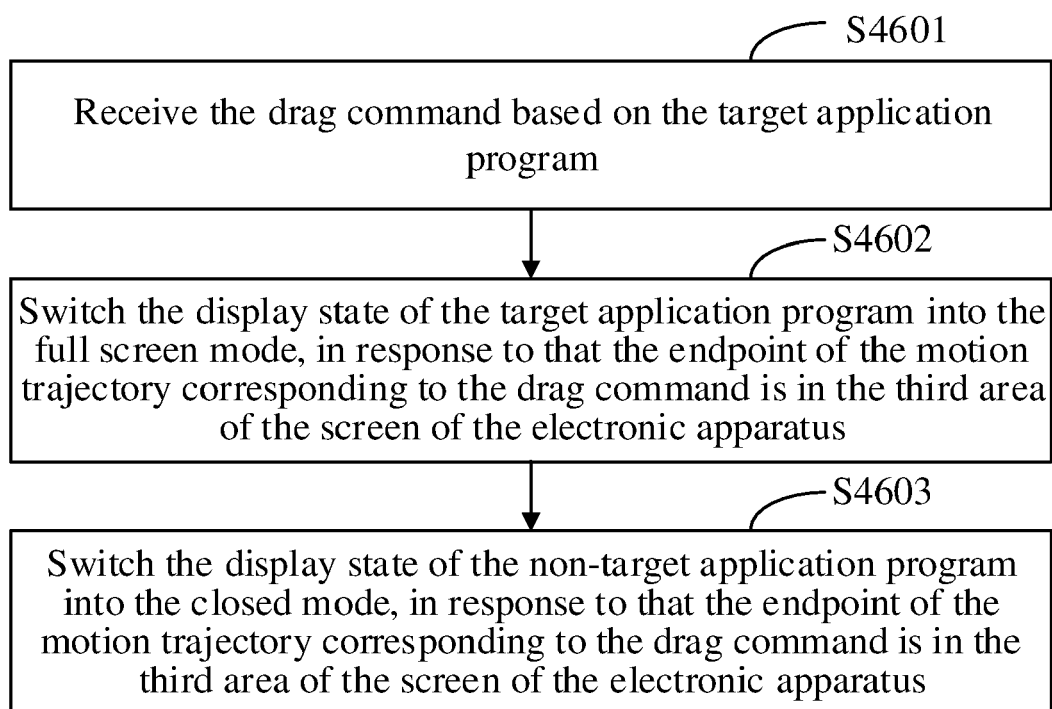 S4601
Receive the drag command based on the target application
program
S4602
Switch the display state of the target application program into the
full screen mode, in response to that the endpoint of the motion
trajectory corresponding to the drag command is in the third area
of the screen of the electronic apparatus
S4603
Switch the display state of the non-target application program
into the closed mode, in response to that the endpoint of the
motion trajectory corresponding to the drag command is in the
third area of the screen of the electronic apparatus